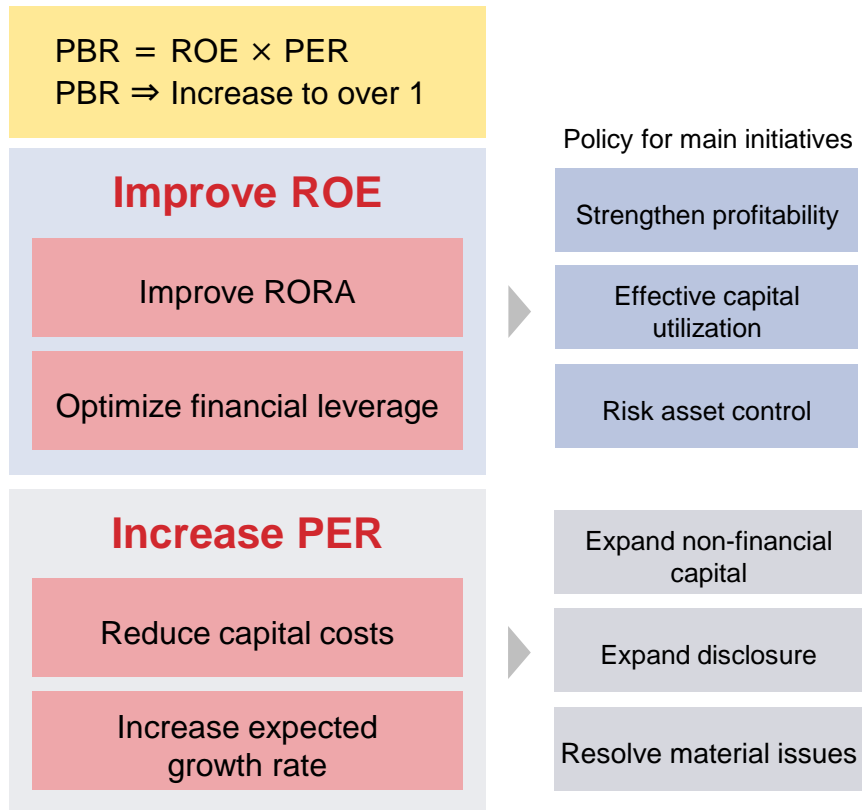 PBR = ROE × PER
PBR ⇒ Increase to over 1
Policy for main initiatives
Improve ROE
Improve RORA
Optimize financial leverage
Strengthen profitability
Effective capital
utilization
Risk asset control
Increase PER
Reduce capital costs
Increase expected
growth rate
Expand non-financial
capital
Expand disclosure
Resolve material issues